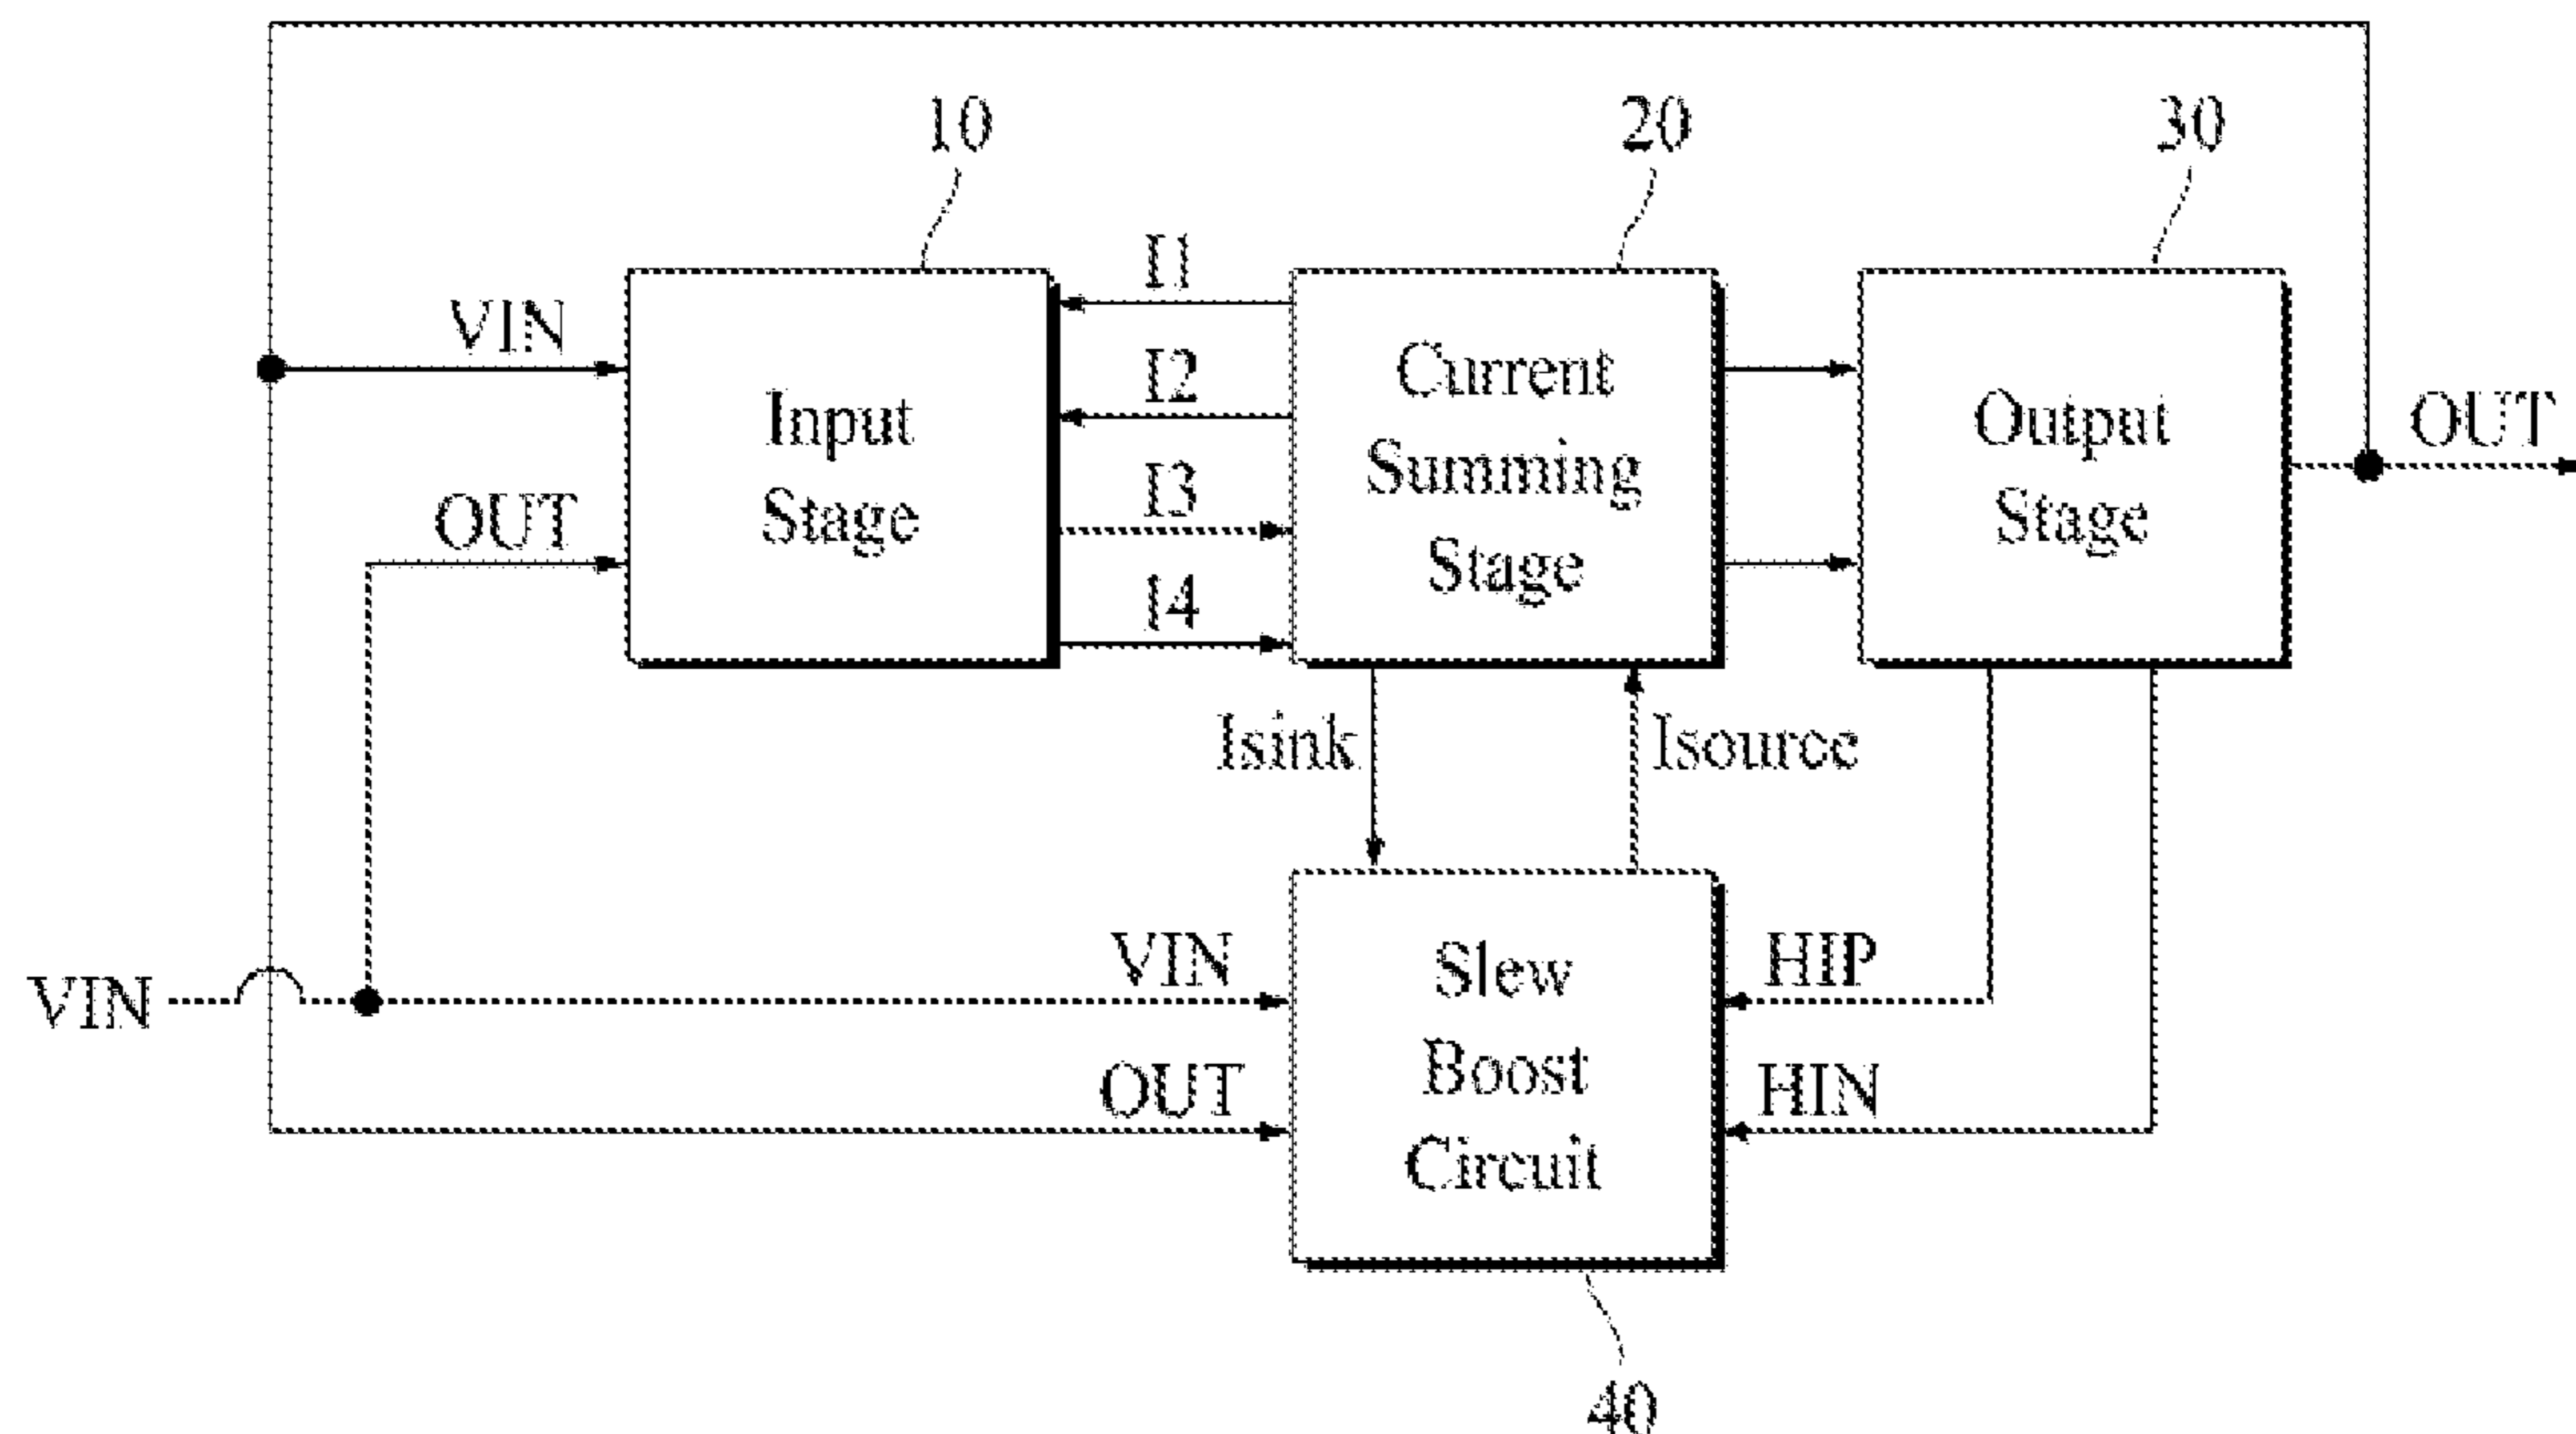 10
20
30
I1
VIN
I2
Current
Summing
Stage
Input
Stage
Output
Stage
OUT
I3
OUT
I4
Isink
Isource
VIN
HIP
Slew
Boost
Circuit
VIN
OUT
HIN
40